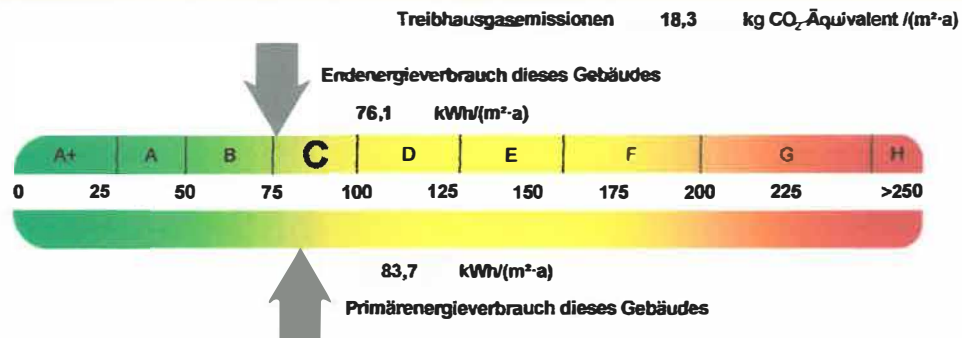 Treibhausgasemissionen 18,3 kg CO₂-Äquivalent /(m²·a)
Endenergieverbrauch dieses Gebäudes
76,1 kWh/(m²·a)
A+ A B C D E F G H
0 25 50 75 100 125 150 175 200 225 >250
83,7 kWh/(m²·a)
Primärenergieverbrauch dieses Gebäudes